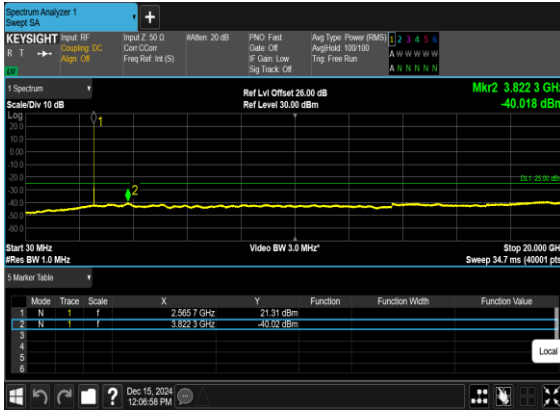 Spectrum Analyzer 1
Swept SA
KEYSIGHT Input: RF Input Z: 50 Ω #Atten: 20 dB PNO: Fast Avg Type: Power (RMS) 1 2 3 4 5 6
R T Coupling: DC Corr CCorr Gate: Off Avg|Hold: 100/100 A W W W W W
Align: Off Freq Ref: Int (S) IF Gain: Low Trig: Free Run
Sig Track: Off A N N N N N
1 Spectrum Ref Lvl Offset 26.00 dB Mkr2 3.822 3 GHz
Scale/Div 10 dB Ref Level 30.00 dBm -40.018 dBm
Log
20.0
10.0
0.00
-10.0
-20.0
-30.0
-40.0
-50.0
-60.0
1
2
DL1 -25.00 dBm
Start 30 MHz Video BW 3.0 MHz* Stop 20.000 GHz
#Res BW 1.0 MHz Sweep 34.7 ms (40001 pts)
5 Marker Table
Mode Trace Scale X Y Function Function Width Function Value
1 N 1 f 2.565 7 GHz 21.31 dBm
2 N 1 f 3.822 3 GHz -40.02 dBm
3
4
5
6
Local
? Dec 15, 2024
12:06:58 PM